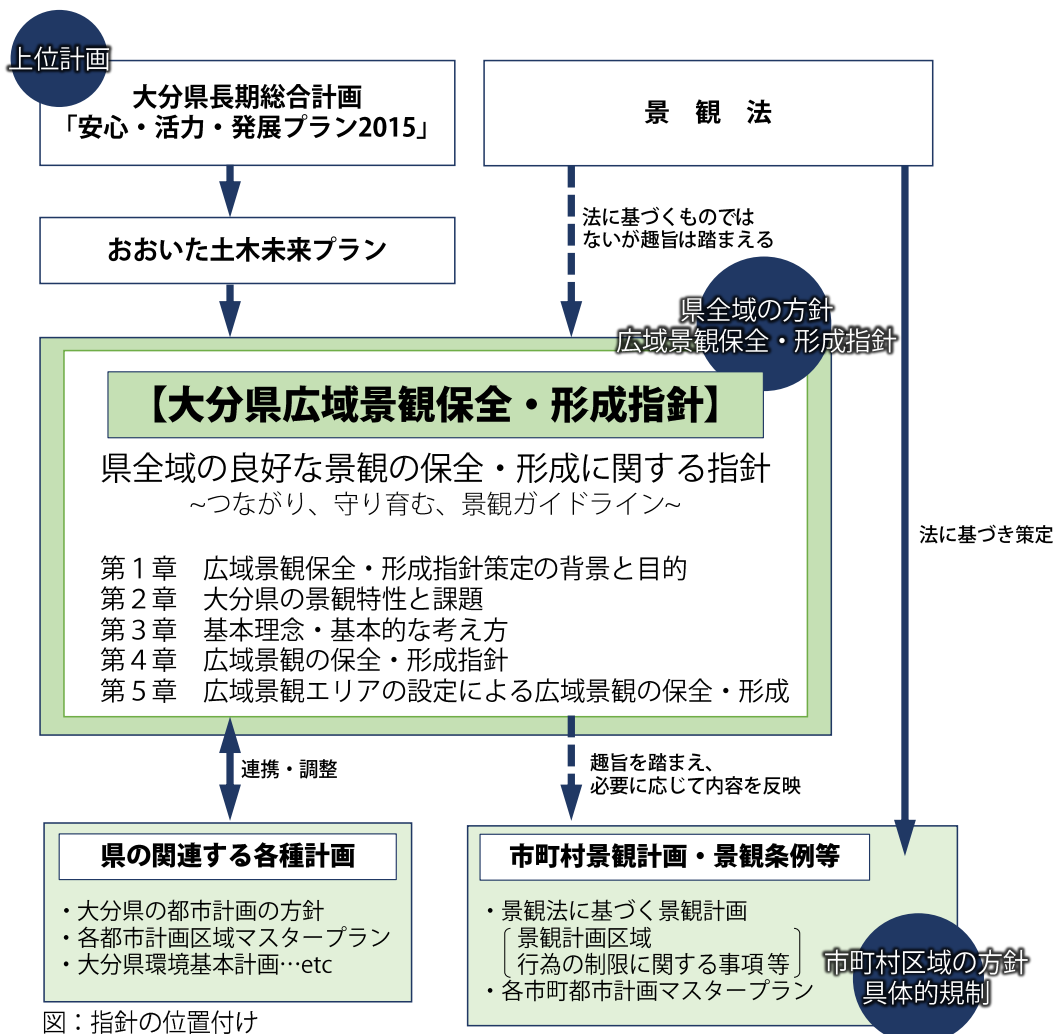 上位計画
大分県長期総合計画
「安心・活力・発展プラン2015」
景　観　法
法に基づくものでは
ないが趣旨は踏まえる
おおいた土木未来プラン
県全域の方針
広域景観保全・形成指針
【大分県広域景観保全・形成指針】
県全域の良好な景観の保全・形成に関する指針
~つながり、守り育む、景観ガイドライン~
第１章　広域景観保全・形成指針策定の背景と目的
第２章　大分県の景観特性と課題
第３章　基本理念・基本的な考え方
第４章　広域景観の保全・形成指針
第５章　広域景観エリアの設定による広域景観の保全・形成
法に基づき策定
連携・調整
趣旨を踏まえ、
必要に応じて内容を反映
県の関連する各種計画
・大分県の都市計画の方針
・各都市計画区域マスタープラン
・大分県環境基本計画…etc
市町村景観計画・景観条例等
・景観法に基づく景観計画
景観計画区域
行為の制限に関する事項 等
・各市町都市計画マスタープラン
市町村区域の方針
具体的規制
図：指針の位置付け